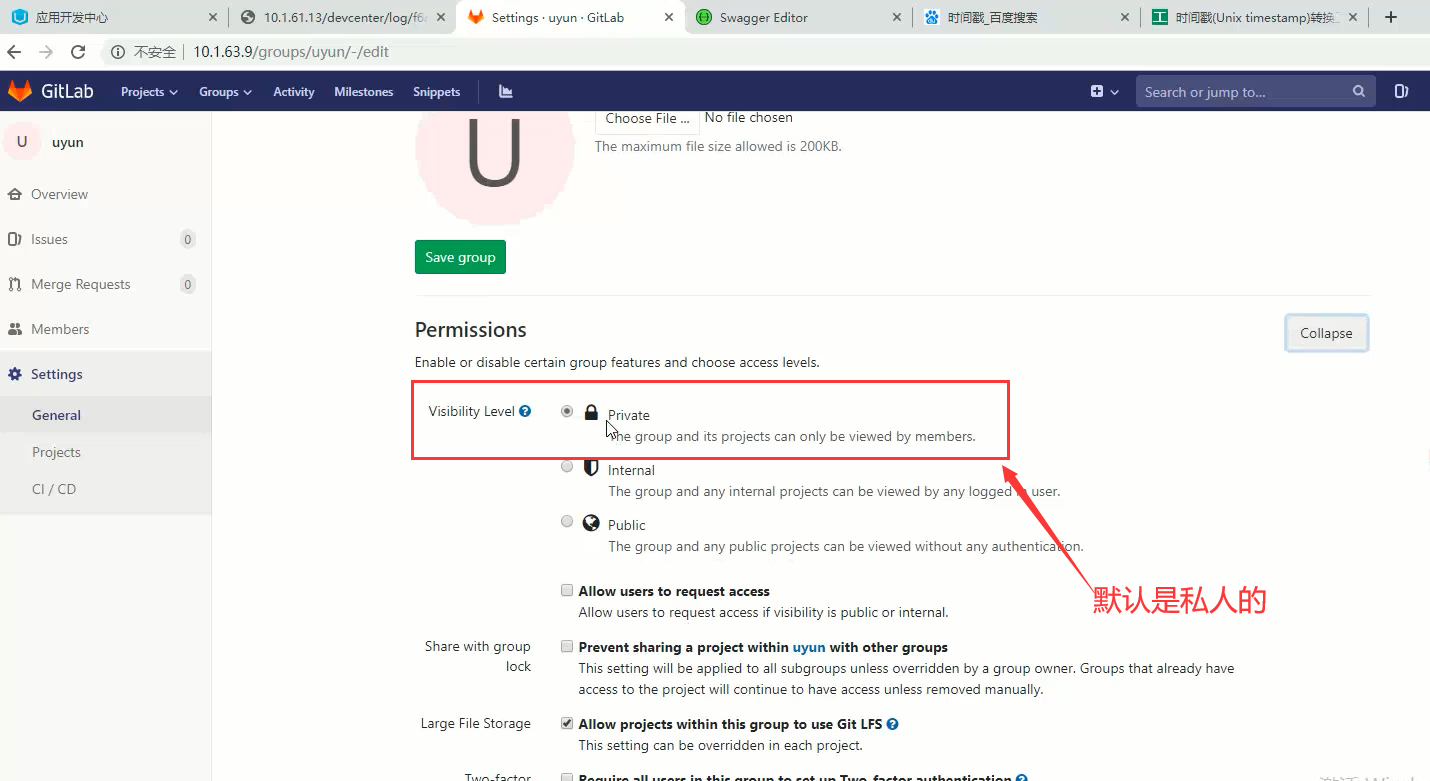 应用开发中心
10.1.61.13/devcenter/log/f6
Settings · uyun · GitLab
Swagger Editor
时间戳_百度搜索
时间戳(Unix timestamp)转换
不安全 10.1.63.9/groups/uyun/-/edit
GitLab Projects Groups Activity Milestones Snippets Search or jump to...
U uyun
Overview
Issues 0
Merge Requests 0
Members
Settings
General
Projects
CI / CD
U
Choose File ... No file chosen
The maximum file size allowed is 200KB.
Save group
Permissions
Collapse
Enable or disable certain group features and choose access levels.
Visibility Level
Private
The group and its projects can only be viewed by members.
Internal
The group and any internal projects can be viewed by any logged in user.
Public
The group and any public projects can be viewed without any authentication.
默认是私人的
Allow users to request access
Allow users to request access if visibility is public or internal.
Share with group
lock
Prevent sharing a project within uyun with other groups
This setting will be applied to all subgroups unless overridden by a group owner. Groups that already have
access to the project will continue to have access unless removed manually.
Large File Storage
Allow projects within this group to use Git LFS
This setting can be overridden in each project.
Two-factor
Require all users in this group to set up Two-factor authentication